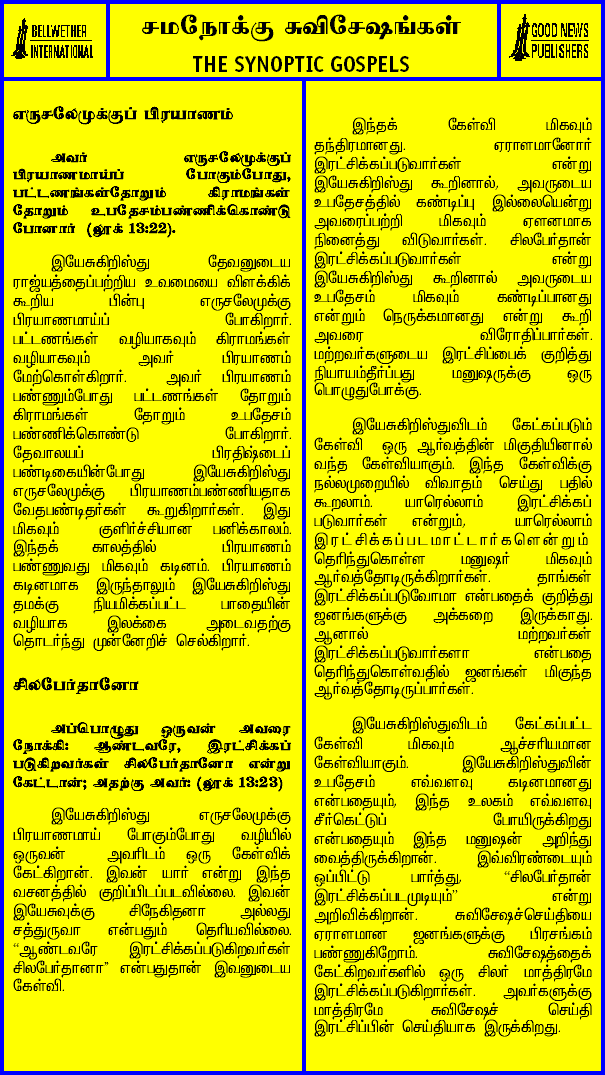 BELLWETHER
INTERNATIONAL
சமநோக்கு சுவிசேஷங்கள்
THE SYNOPTIC GOSPELS
GOOD NEWS
PUBLISHERS
எருசலேமுக்குப் பிரயாணம்
அவர் எருசலேமுக்குப்
பிரயாணமாய்ப் போகும்போது,
பட்டணங்கள்தோறும் கிராமங்கள்
தோறும் உபதேசம்பண்ணிக்கொண்டு
போனார் (லூக் 13:22).
இயேசுகிறிஸ்து தேவனுடைய
ராஜ்யத்தைப்பற்றிய உவமையை விளக்கிக்
கூறிய பின்பு எருசலேமுக்கு
பிரயாணமாய்ப் போகிறார்.
பட்டணங்கள் வழியாகவும் கிராமங்கள்
வழியாகவும் அவர் பிரயாணம்
மேற்கொள்கிறார். அவர் பிரயாணம்
பண்ணும்போது பட்டணங்கள் தோறும்
கிராமங்கள் தோறும் உபதேசம்
பண்ணிக்கொண்டு போகிறார்.
தேவாலயப் பிரதிஷ்டைப்
பண்டிகையின்போது இயேசுகிறிஸ்து
எருசலேமுக்கு பிரயாணம்பண்ணியதாக
வேதபண்டிதர்கள் கூறுகிறார்கள். இது
மிகவும் குளிர்ச்சியான பனிக்காலம்.
இந்தக் காலத்தில் பிரயாணம்
பண்ணுவது மிகவும் கடினம். பிரயாணம்
கடினமாக இருந்தாலும் இயேசுகிறிஸ்து
தமக்கு நியமிக்கப்பட்ட பாதையின்
வழியாக இலக்கை அடைவதற்கு
தொடர்ந்து முன்னேறிச் செல்கிறார்.
சிலபேர்தானோ
அப்பொழுது ஒருவன் அவரை
நோக்கி: ஆண்டவரே, இரட்சிக்கப்
படுகிறவர்கள் சிலபேர்தானோ என்று
கேட்டான்; அதற்கு அவர்: (லூக் 13:23)
இயேசுகிறிஸ்து எருசலேமுக்கு
பிரயாணமாய் போகும்போது வழியில்
ஒருவன் அவரிடம் ஒரு கேள்விக்
கேட்கிறான். இவன் யார் என்று இந்த
வசனத்தில் குறிப்பிடப்படவில்லை. இவன்
இயேசுவுக்கு சிநேகிதனா அல்லது
சத்துருவா என்பதும் தெரியவில்லை.
“ஆண்டவரே இரட்சிக்கப்படுகிறவர்கள்
சிலபேர்தானா” என்பதுதான் இவனுடைய
கேள்வி.
இந்தக் கேள்வி மிகவும்
தந்திரமானது. ஏராளமானோர்
இரட்சிக்கப்படுவார்கள் என்று
இயேசுகிறிஸ்து கூறினால், அவருடைய
உபதேசத்தில் கண்டிப்பு இல்லையென்று
அவரைப்பற்றி மிகவும் ஏளனமாக
நினைத்து விடுவார்கள். சிலபேர்தான்
இரட்சிக்கப்படுவார்கள் என்று
இயேசுகிறிஸ்து கூறினால் அவருடைய
உபதேசம் மிகவும் கண்டிப்பானது
என்றும் நெருக்கமானது என்று கூறி
அவரை விரோதிப்பார்கள்.
மற்றவர்களுடைய இரட்சிப்பைக் குறித்து
நியாயம்தீர்ப்பது மனுஷருக்கு ஒரு
பொழுதுபோக்கு.
இயேசுகிறிஸ்துவிடம் கேட்கப்படும்
கேள்வி ஒரு ஆர்வத்தின் மிகுதியினால்
வந்த கேள்வியாகும். இந்த கேள்விக்கு
நல்லமுறையில் விவாதம் செய்து பதில்
கூறலாம். யாரெல்லாம் இரட்சிக்கப்
படுவார்கள் என்றும், யாரெல்லாம்
இரட்சிக்கப்படமாட்டார்களென்றும்
தெரிந்துகொள்ள மனுஷர் மிகவும்
ஆர்வத்தோடிருக்கிறார்கள். தாங்கள்
இரட்சிக்கப்படுவோமா என்பதைக் குறித்து
ஜனங்களுக்கு அக்கறை இருக்காது.
ஆனால் மற்றவர்கள்
இரட்சிக்கப்படுவார்களா என்பதை
தெரிந்துகொள்வதில் ஜனங்கள் மிகுந்த
ஆர்வத்தோடிருப்பார்கள்.
இயேசுகிறிஸ்துவிடம் கேட்கப்பட்ட
கேள்வி மிகவும் ஆச்சரியமான
கேள்வியாகும். இயேசுகிறிஸ்துவின்
உபதேசம் எவ்வளவு கடினமானது
என்பதையும், இந்த உலகம் எவ்வளவு
சீர்கெட்டுப் போயிருக்கிறது
என்பதையும் இந்த மனுஷன் அறிந்து
வைத்திருக்கிறான். இவ்விரண்டையும்
ஒப்பிட்டு பார்த்து, “சிலபேர்தான்
இரட்சிக்கப்படமுடியும்” என்று
அறிவிக்கிறான். சுவிசேஷச்செய்தியை
ஏராளமான ஜனங்களுக்கு பிரசங்கம்
பண்ணுகிறோம். சுவிசேஷத்தைக்
கேட்கிறவர்களில் ஒரு சிலர் மாத்திரமே
இரட்சிக்கப்படுகிறார்கள். அவர்களுக்கு
மாத்திரமே சுவிசேஷச் செய்தி
இரட்சிப்பின் செய்தியாக இருக்கிறது.